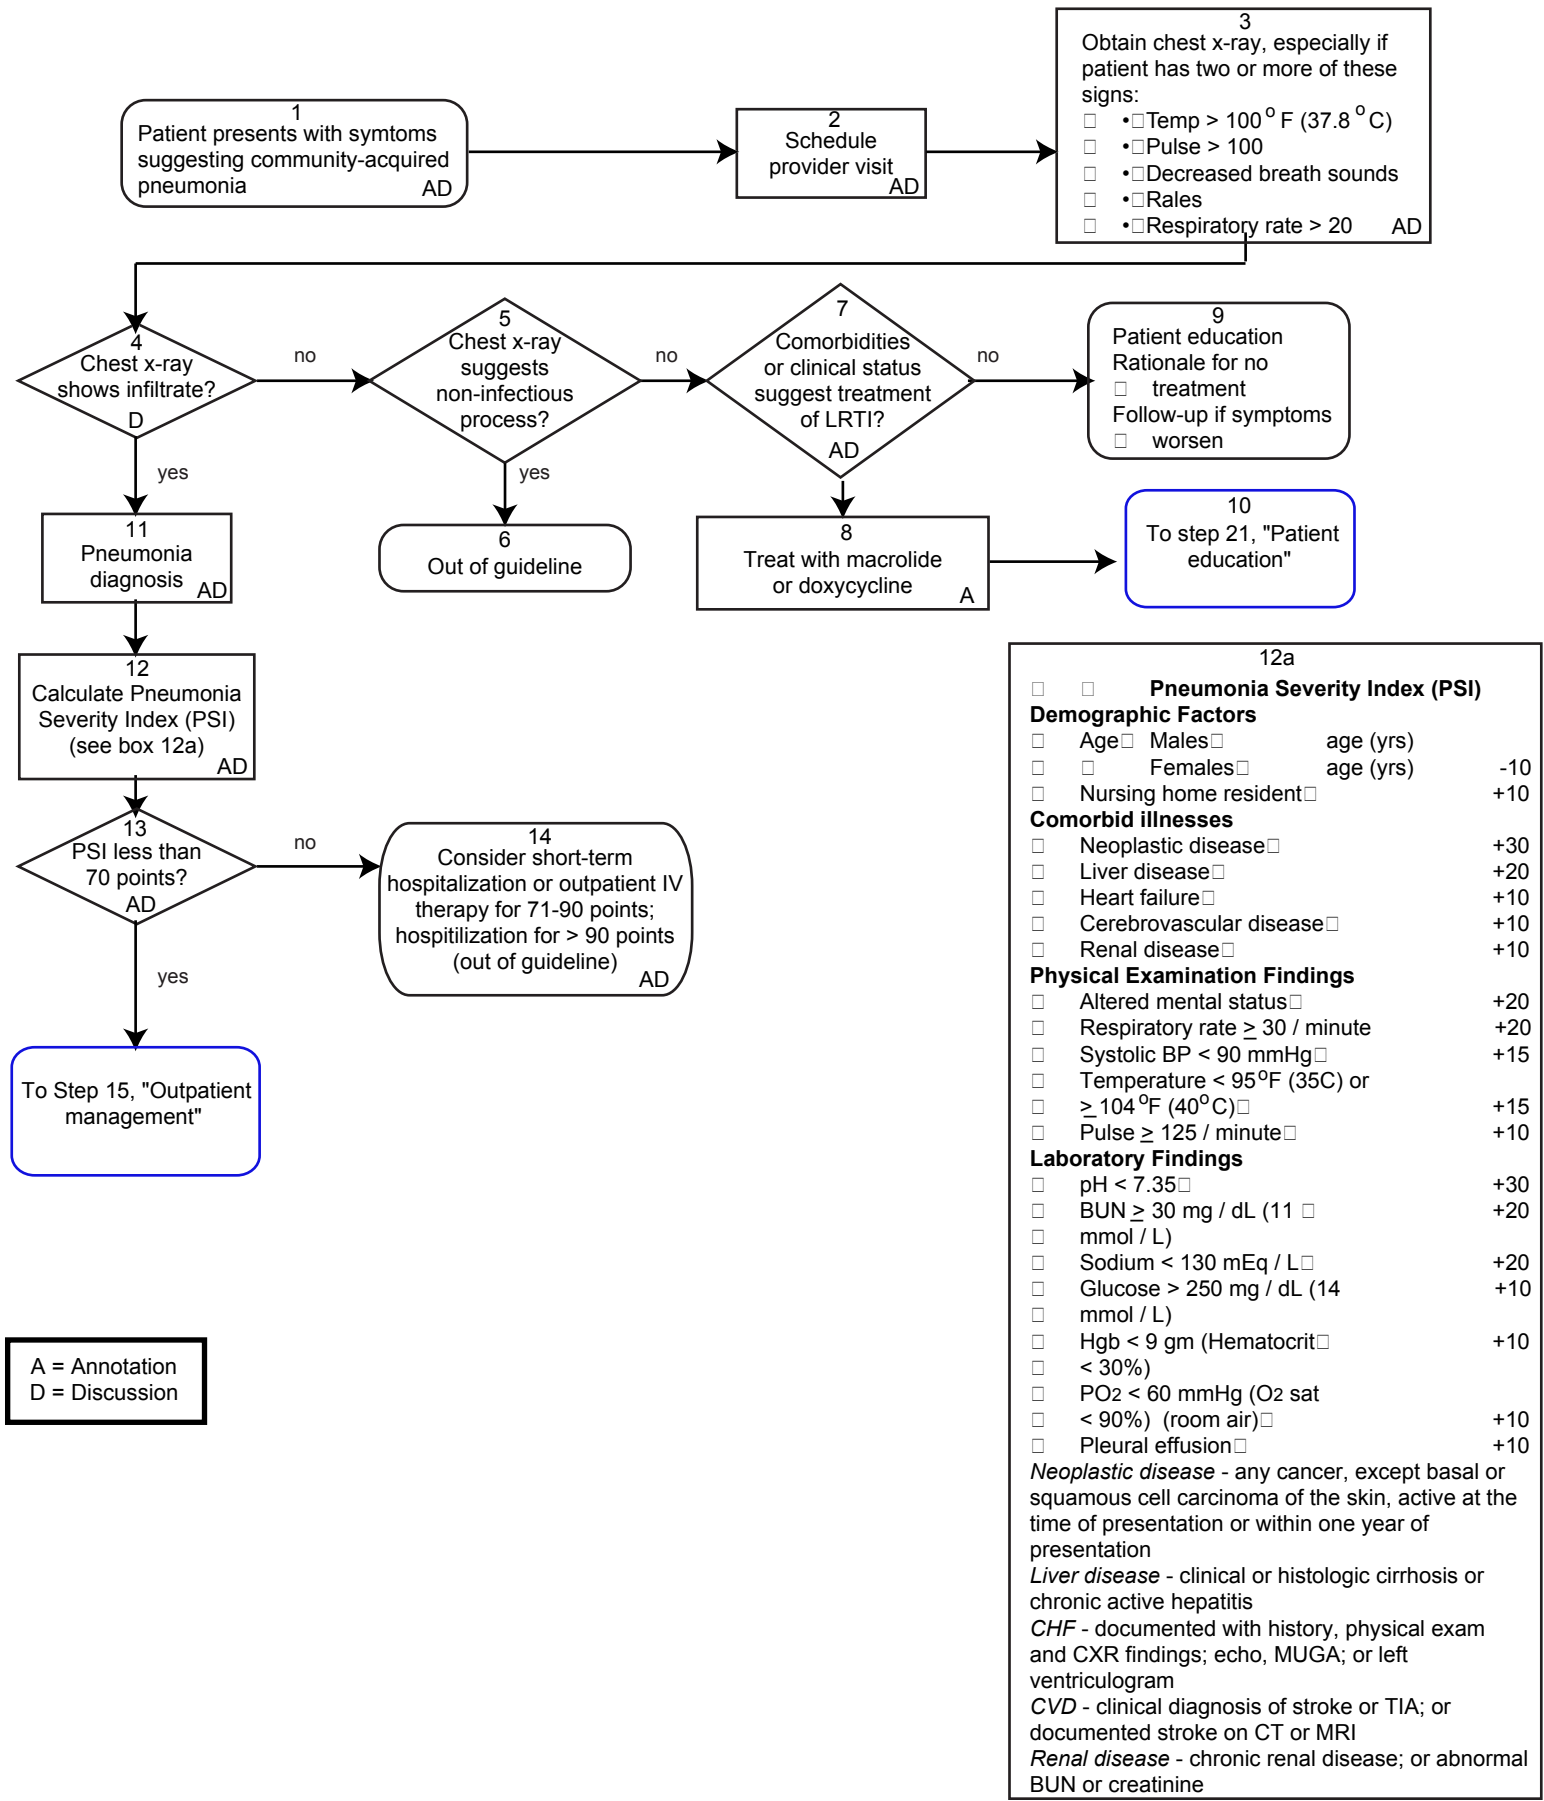 1
Patient presents with symtoms
suggesting community-acquired
pneumonia
AD
2
Schedule
provider visit
AD
3
Obtain chest x-ray, especially if
patient has two or more of these
signs:
• Temp > 100 o F (37.8 o C)
• Pulse > 100
• Decreased breath sounds
• Rales
• Respiratory rate > 20 AD
4
Chest x-ray
shows infiltrate?
D
no
yes
5
Chest x-ray
suggests
non-infectious
process?
no
yes
6
Out of guideline
7
Comorbidities
or clinical status
suggest treatment
of LRTI?
AD
no
8
Treat with macrolide
or doxycycline
A
9
Patient education
Rationale for no
treatment
Follow-up if symptoms
worsen
10
To step 21, "Patient
education"
11
Pneumonia
diagnosis
AD
12
Calculate Pneumonia
Severity Index (PSI)
(see box 12a)
AD
13
PSI less than
70 points?
AD
no
yes
14
Consider short-term
hospitalization or outpatient IV
therapy for 71-90 points;
hospitilization for > 90 points
(out of guideline)
AD
To Step 15, "Outpatient
management"
A = Annotation
D = Discussion
12a
Pneumonia Severity Index (PSI)
Demographic Factors
Age Males age (yrs)
Females age (yrs) -10
Nursing home resident +10
Comorbid illnesses
Neoplastic disease +30
Liver disease +20
Heart failure +10
Cerebrovascular disease +10
Renal disease +10
Physical Examination Findings
Altered mental status +20
Respiratory rate ≥ 30 / minute +20
Systolic BP < 90 mmHg +15
Temperature < 95oF (35C) or
≥ 104 oF (40oC) +15
Pulse ≥ 125 / minute +10
Laboratory Findings
pH < 7.35 +30
BUN ≥ 30 mg / dL (11 +20
mmol / L)
Sodium < 130 mEq / L +20
Glucose > 250 mg / dL (14 +10
mmol / L)
Hgb < 9 gm (Hematocrit +10
< 30%)
PO2 < 60 mmHg (O2 sat
< 90%) (room air) +10
Pleural effusion +10
Neoplastic disease - any cancer, except basal or
squamous cell carcinoma of the skin, active at the
time of presentation or within one year of
presentation
Liver disease - clinical or histologic cirrhosis or
chronic active hepatitis
CHF - documented with history, physical exam
and CXR findings; echo, MUGA; or left
ventriculogram
CVD - clinical diagnosis of stroke or TIA; or
documented stroke on CT or MRI
Renal disease - chronic renal disease; or abnormal
BUN or creatinine